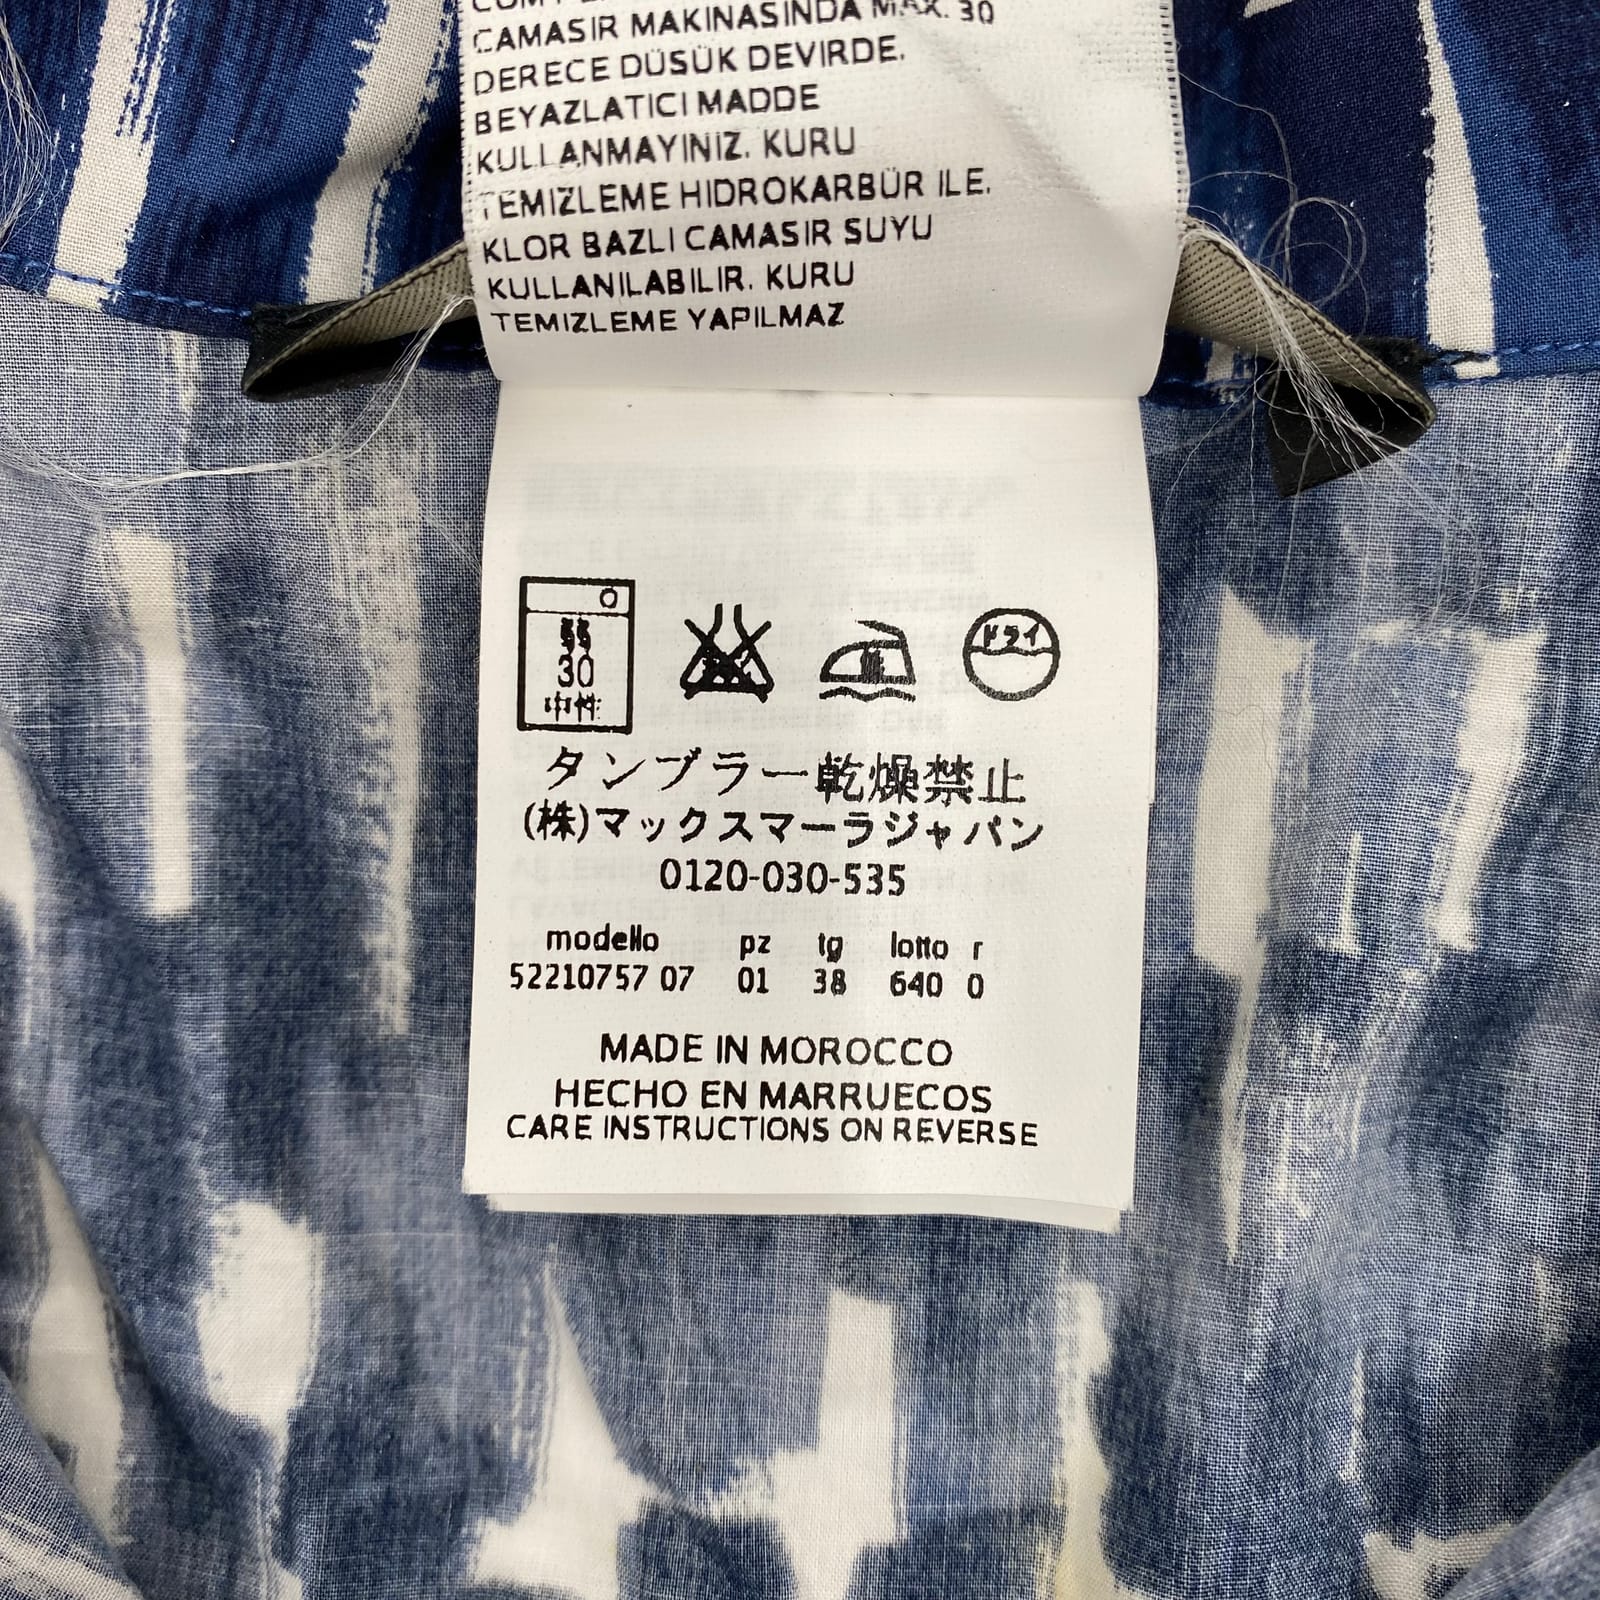 CAMASIR MAKINASINDA MAX. 30
DERECE DÜSÜK DEVIRDE.
BEYAZLATICI MADDE
KULLANMAYINIZ. KURU
TEMIZLEME HIDROKARBÜR ILE.
KLOR BAZLI CAMASIR SUYU
KULLANILABILIR. KURU
TEMIZLEME YAPILMAZ
弱
30
中性
ドライ
タンブラー乾燥禁止
(株)マックスマーラジャパン
0120-030-535
modello pz tg lotto r
52210757 07 01 38 640 0
MADE IN MOROCCO
HECHO EN MARRUECOS
CARE INSTRUCTIONS ON REVERSE